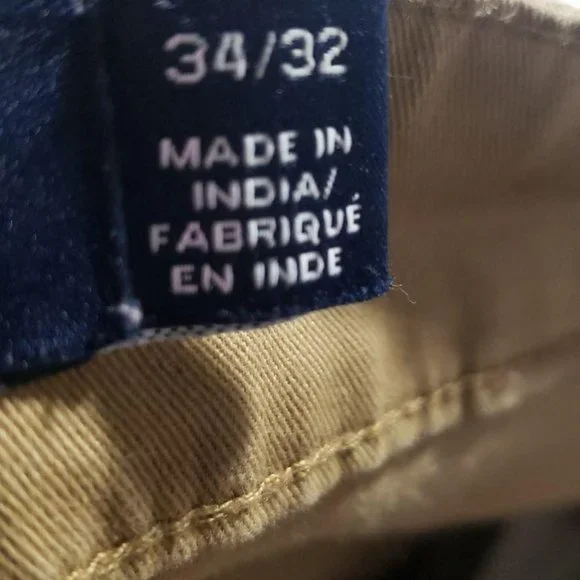 34/32
MADE IN
INDIA/
FABRIQUÉ
EN INDE